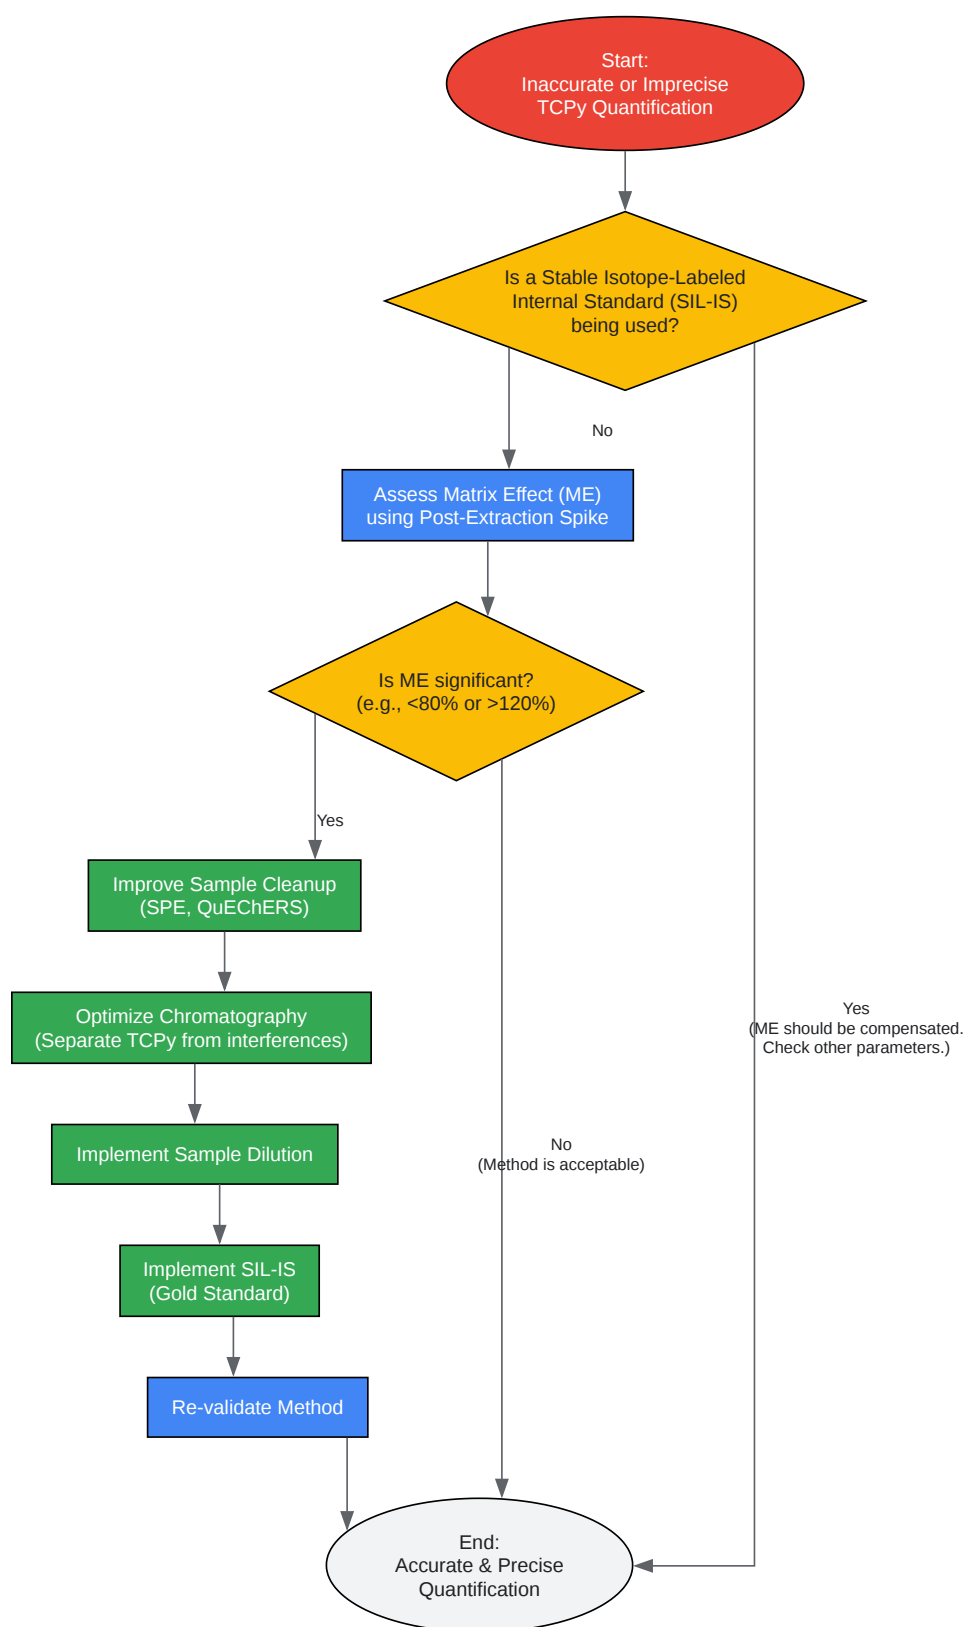 Start:
Inaccurate or Imprecise
TCPy Quantification
Is a Stable Isotope-Labeled
Internal Standard (SIL-IS)
being used?
No
Assess Matrix Effect (ME)
using Post-Extraction Spike
Is ME significant?
(e.g., <80% or >120%)
Yes
Improve Sample Cleanup
(SPE, QuEChERS)
Optimize Chromatography
(Separate TCPy from interferences)
Yes
(ME should be compensated.
Check other parameters.)
Implement Sample Dilution
No
(Method is acceptable)
Implement SIL-IS
(Gold Standard)
Re-validate Method
End:
Accurate & Precise
Quantification